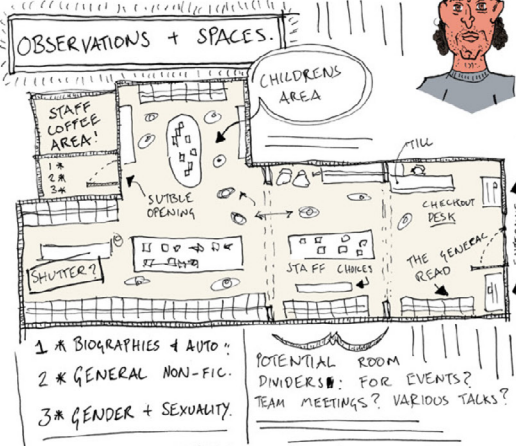 OBSERVATIONS + SPACES.
CHILDRENS
AREA
STAFF
COFFEE
AREA!
1 *
2 *
3 *
SUTBLE
OPENING
TILL
CHECKOUT
DESK
THE GENERAL
READ
STAFF CHOICES
SHUTTER?
1 * BIOGRAPHIES + AUTO
2 * GENERAL NON-FIC.
3 * GENDER + SEXUALITY.
POTENTIAL ROOM
DIVIDERS: FOR EVENTS?
TEAM MEETINGS? VARIOUS TALKS?